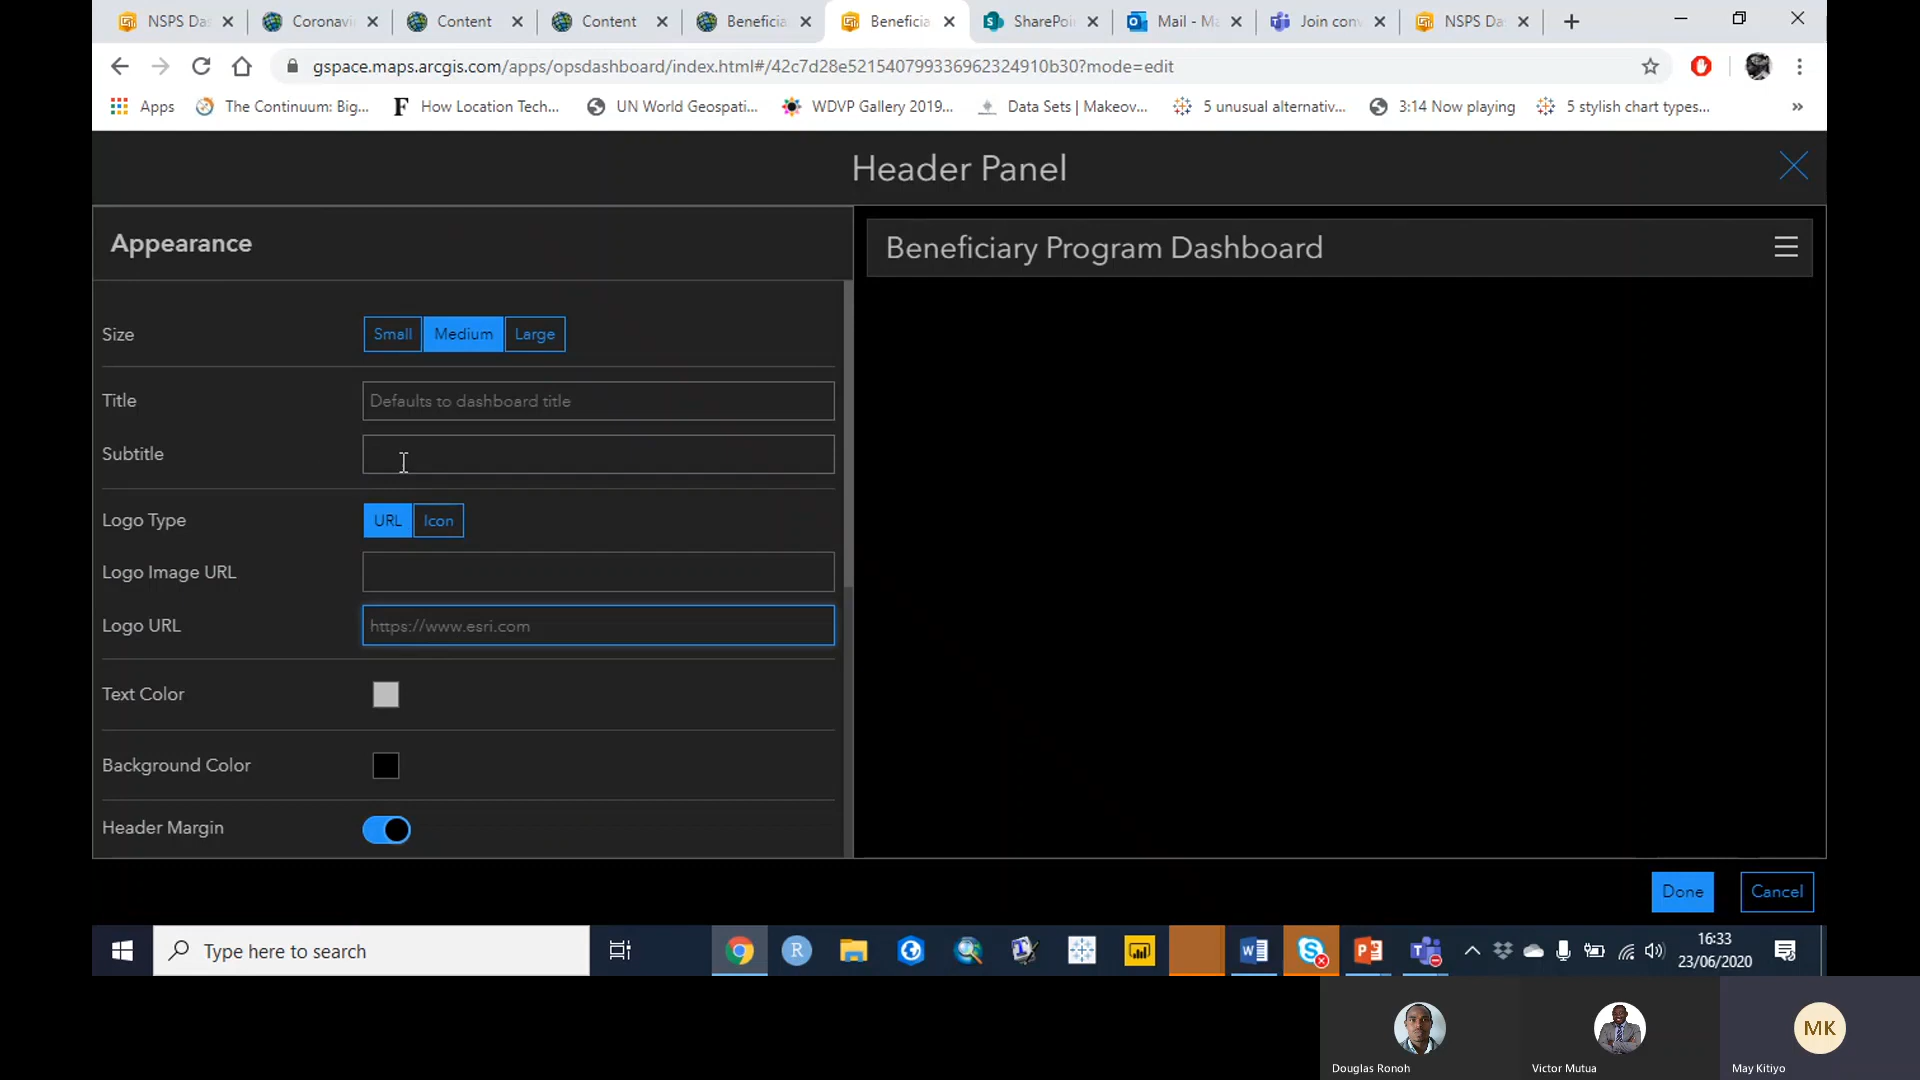 NSPS Da
Coronavi
Content
Content
Beneficia
Beneficia
SharePoi
Mail - Ma
Join con
NSPS Da
gspace.maps.arcgis.com/apps/opsdashboard/index.html#/42c7d28e521540799336962324910b30?mode=edit
Apps
The Continuum: Big...
How Location Tech...
UN World Geospati...
WDVP Gallery 2019...
Data Sets | Makeov...
5 unusual alternativ...
3:14 Now playing
5 stylish chart types...
Header Panel
Appearance
Beneficiary Program Dashboard
Size
Small
Medium
Large
Title
Defaults to dashboard title
Subtitle
Logo Type
URL
Icon
Logo Image URL
Logo URL
https://www.esri.com
Text Color
Background Color
Header Margin
Done
Cancel
Type here to search
16:33
23/06/2020
MK
Douglas Ronoh
Victor Mutua
May Kitiyo